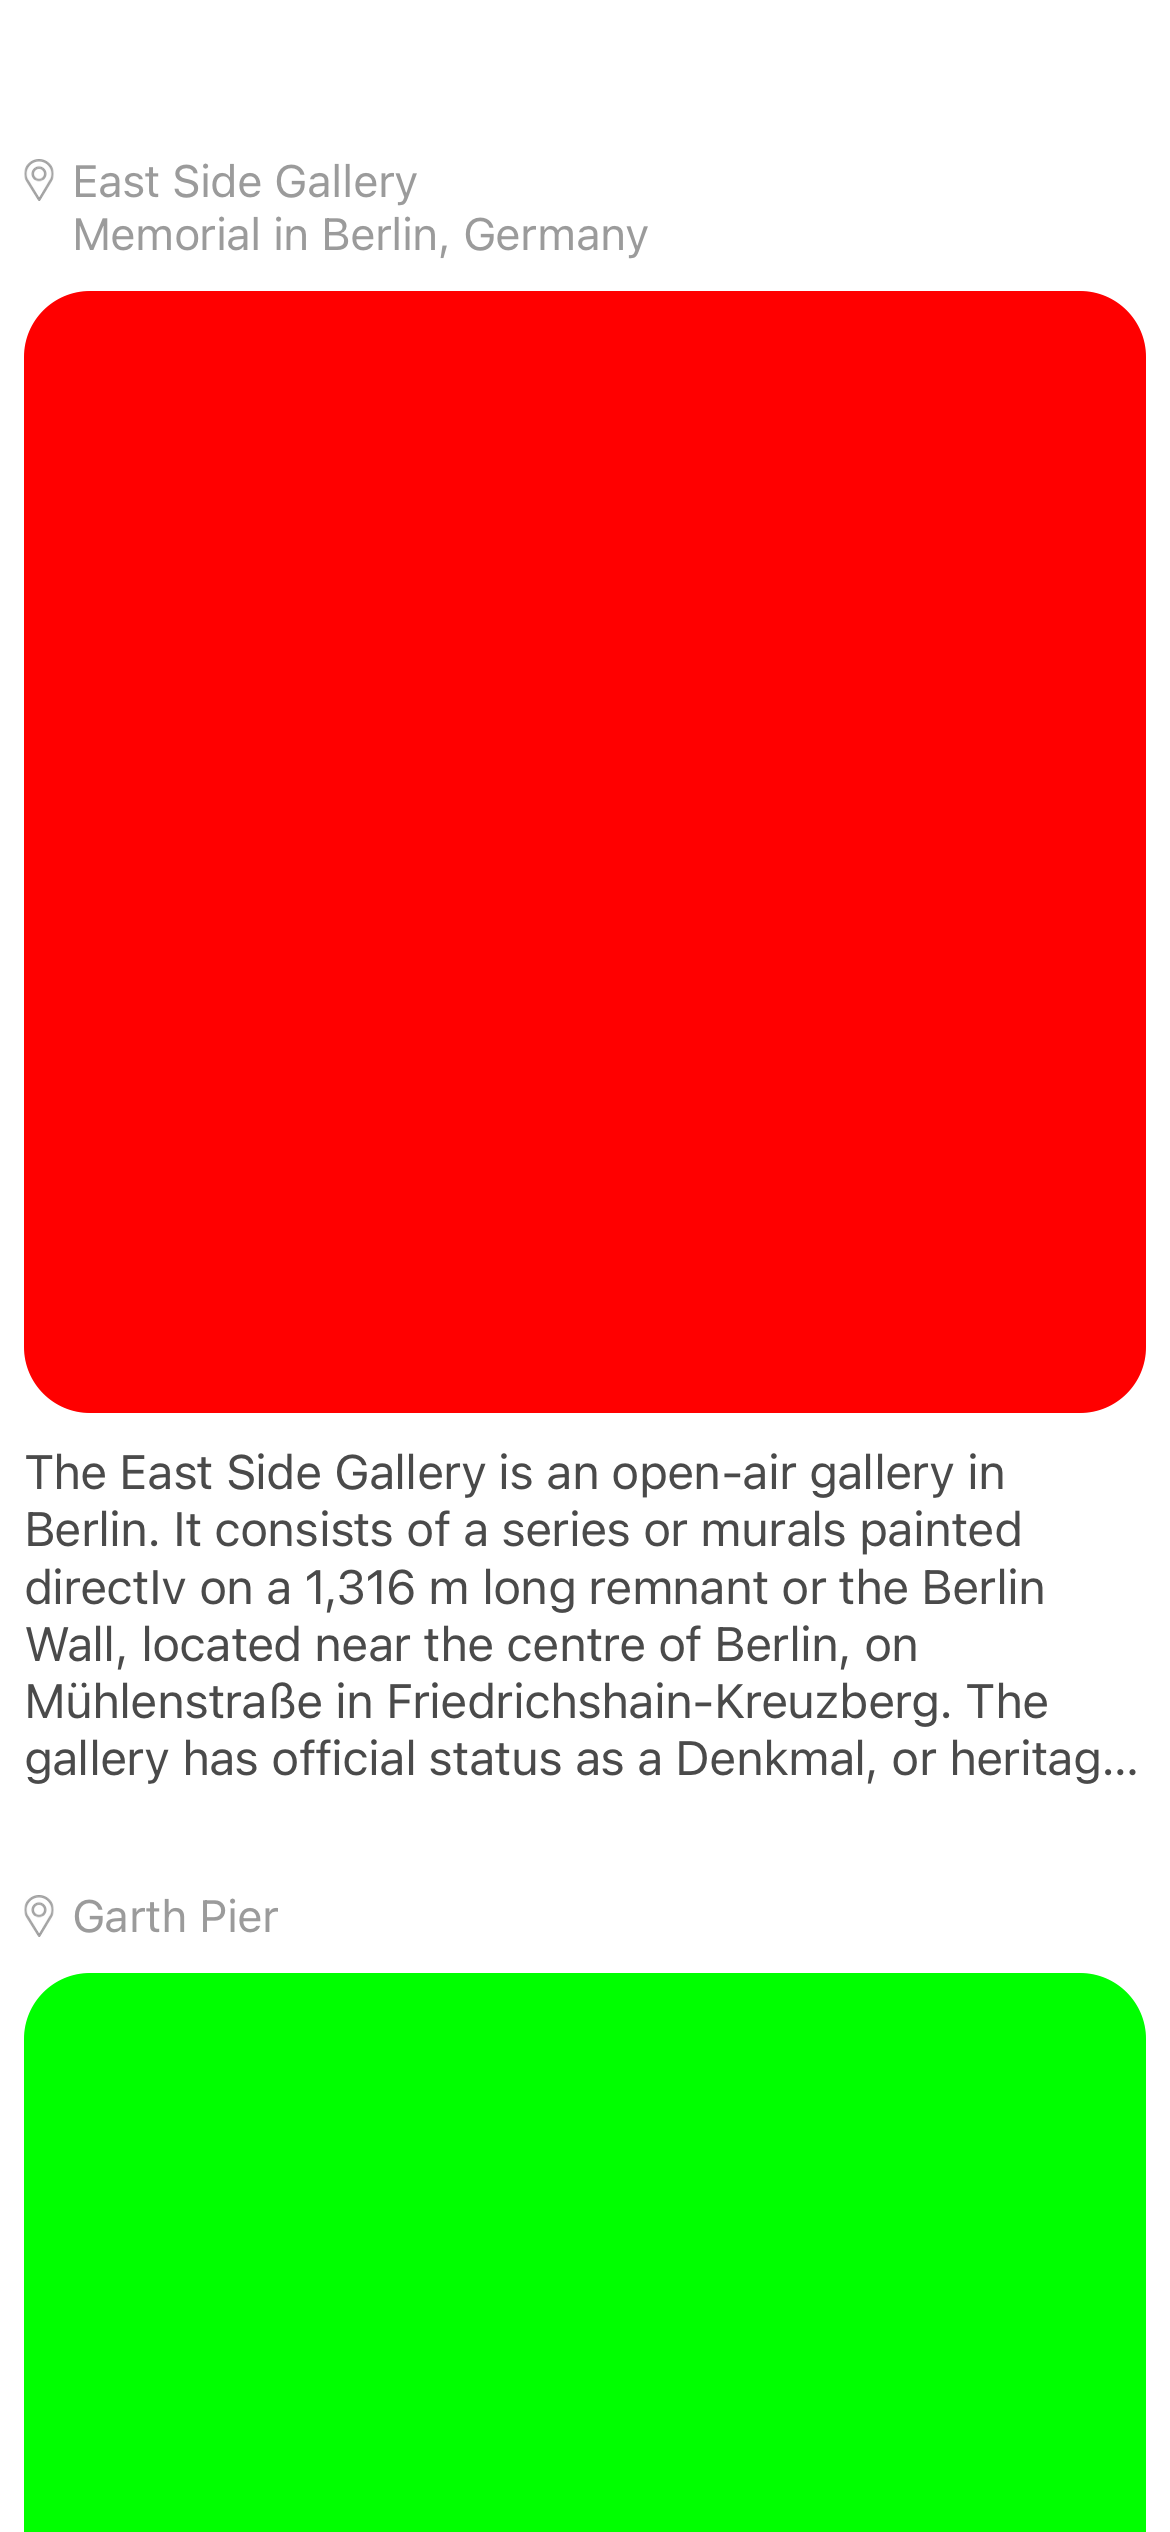 East Side Gallery
Memorial in Berlin, Germany
The East Side Gallery is an open-air gallery in
Berlin. It consists of a series or murals painted
directIv on a 1,316 m long remnant or the Berlin
Wall, located near the centre of Berlin, on
Mühlenstraße in Friedrichshain-Kreuzberg. The
gallery has official status as a Denkmal, or heritag...
Garth Pier